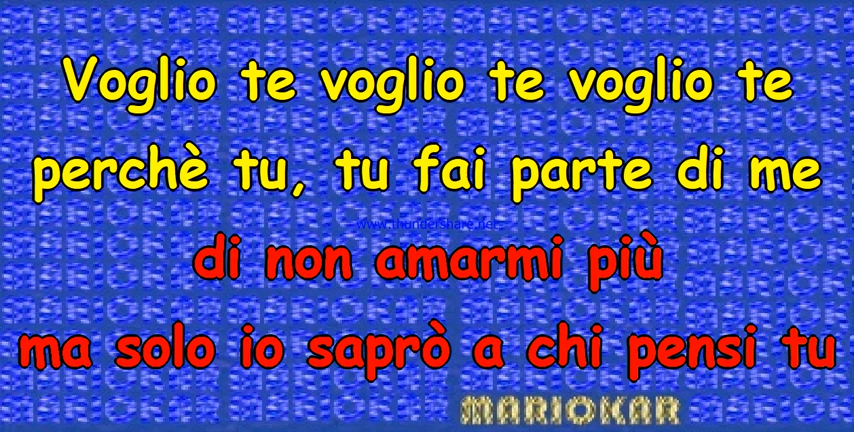 Voglio te voglio te voglio te
perchè tu, tu fai parte di me
www.thundershare.net
di non amarmi più
ma solo io saprò a chi pensi tu
MARIOKAR